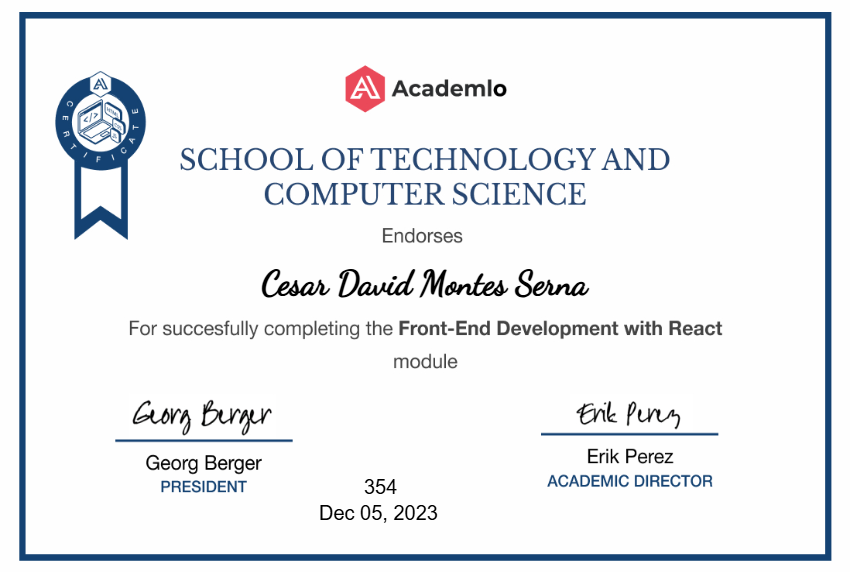 Academlo
CERTIFICATE
SCHOOL OF TECHNOLOGY AND
COMPUTER SCIENCE
Endorses
Cesar David Montes Serna
For succesfully completing the Front-End Development with React
module
Georg Berger
Georg Berger
PRESIDENT
Erik Perez
Erik Perez
ACADEMIC DIRECTOR
354
Dec 05, 2023